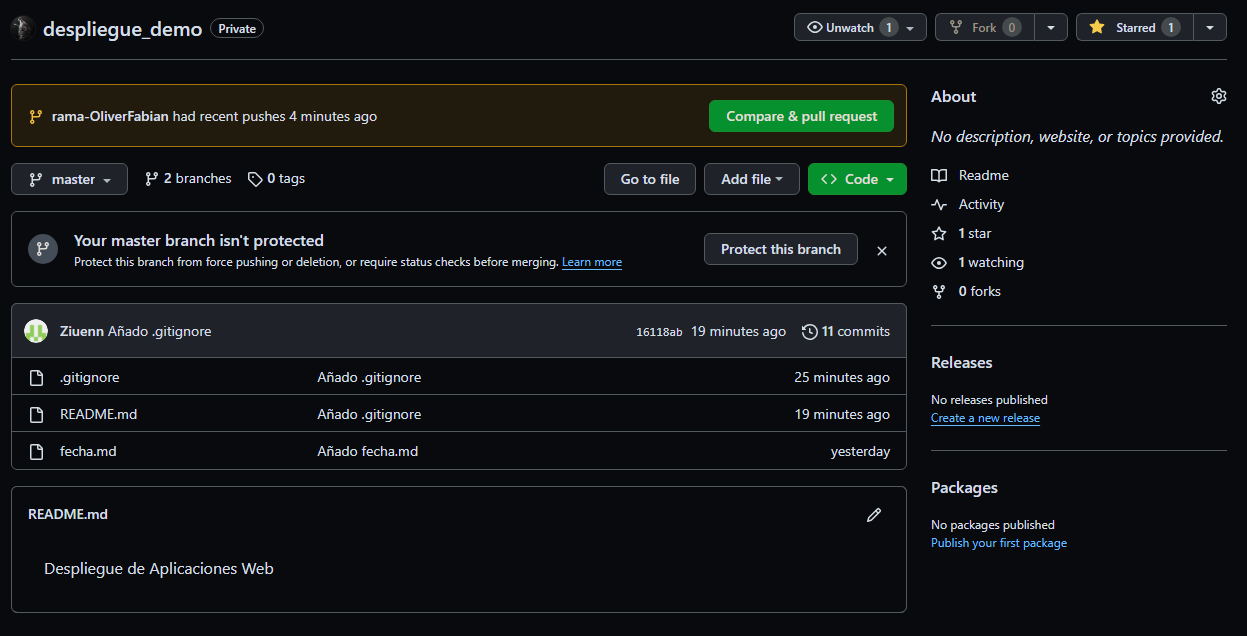 despliegue_demo Private Unwatch 1 Fork 0 Starred 1
rama-OliverFabian had recent pushes 4 minutes ago Compare & pull request
master 2 branches 0 tags Go to file Add file Code
Your master branch isn't protected
Protect this branch from force pushing or deletion, or require status checks before merging. Learn more
Protect this branch
Ziuenn Añado .gitignore 16118ab 19 minutes ago 11 commits
.gitignore Añado .gitignore 25 minutes ago
README.md Añado .gitignore 19 minutes ago
fecha.md Añado fecha.md yesterday
README.md
Despliegue de Aplicaciones Web
About
No description, website, or topics provided.
Readme
Activity
1 star
1 watching
0 forks
Releases
No releases published
Create a new release
Packages
No packages published
Publish your first package